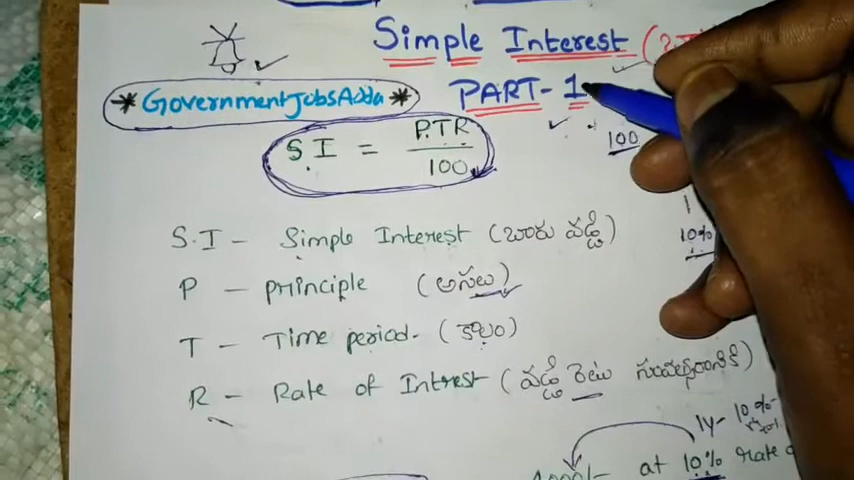 Simple Interest (
*GovernmentJobsAdda* PART-1
S.I = P.T.R / 100
100
S.I - Simple Interest (బారు వడ్డీ)
10%
P - principle (అసలు)
T - Time period. (కాలం)
R - Rate of Interest (వడ్డీ రేటు
1y - 10%
at 10% rate